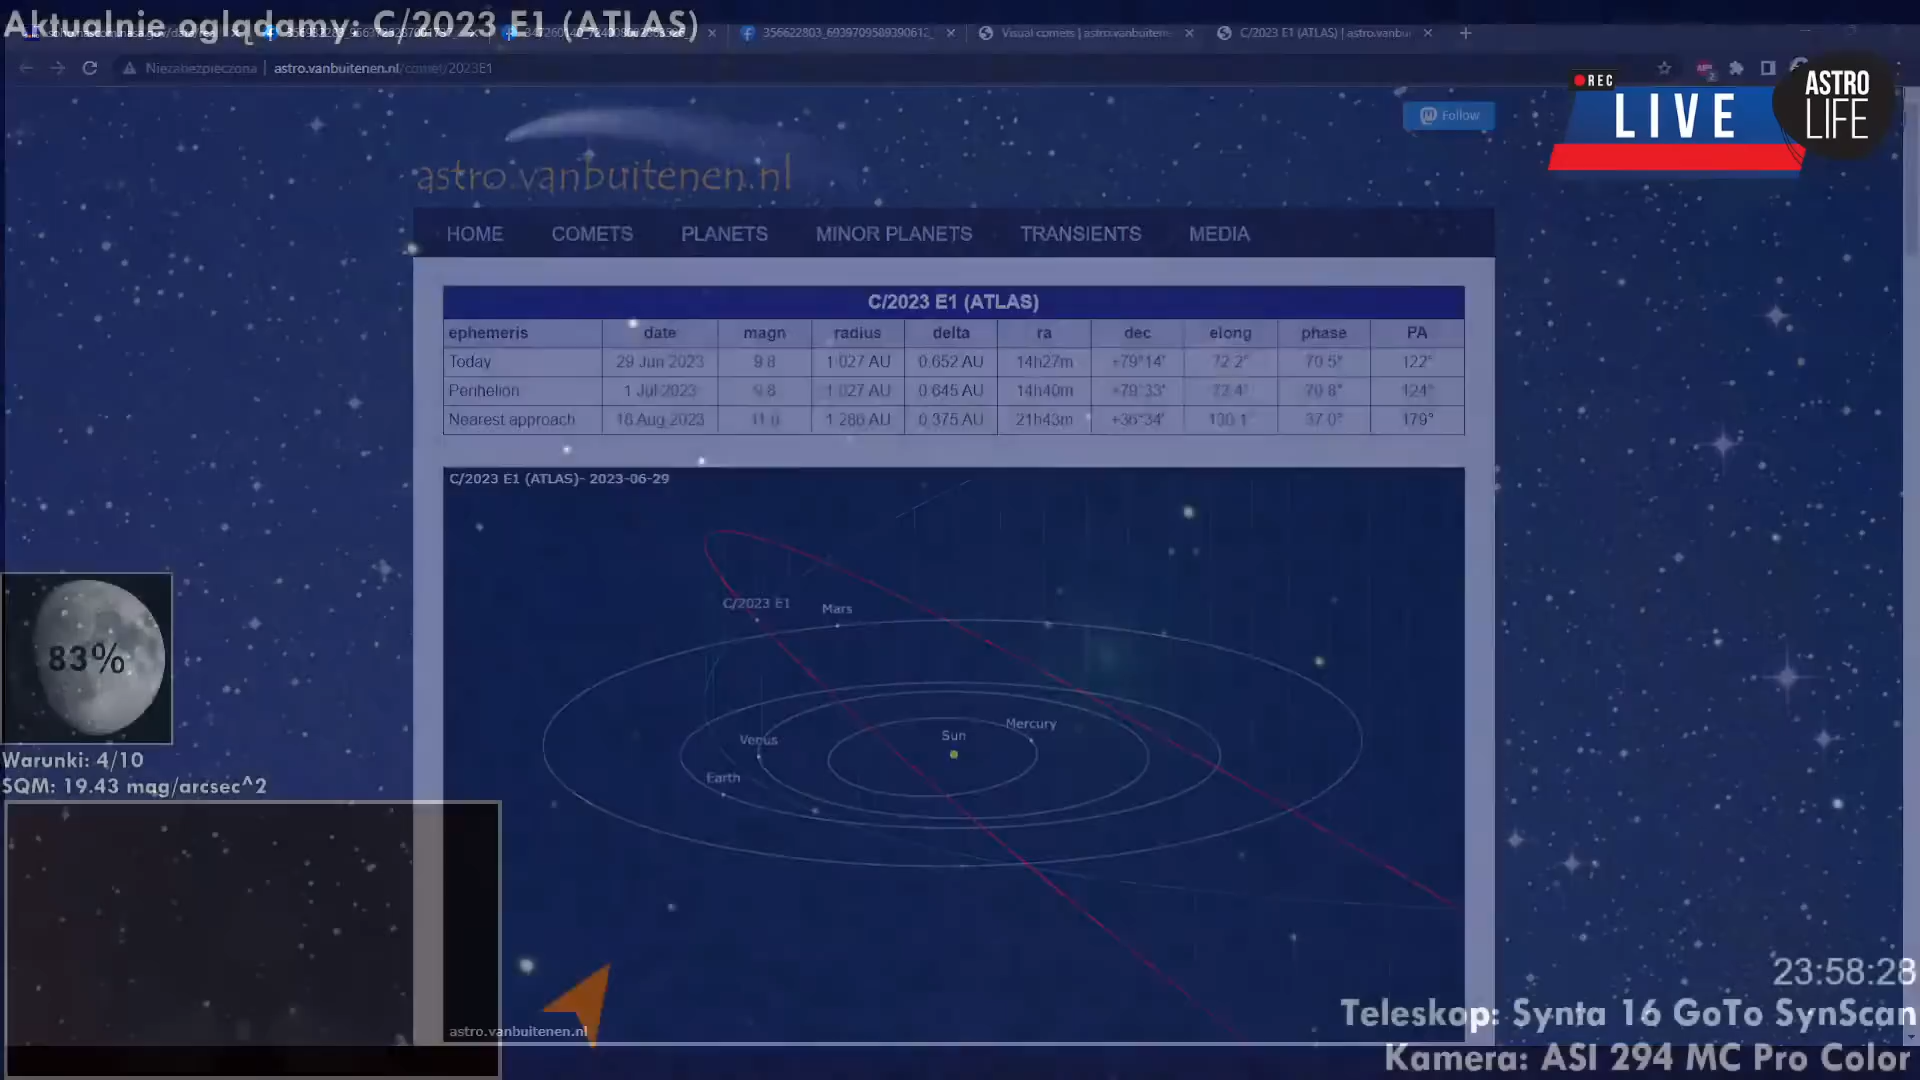 Aktualnie oglądamy: C/2023 E1 (ATLAS)
Visual comets | astro.vanbuitene
C/2023 E1 (ATLAS) | astro.vanbu
Niezabezpieczona
astro.vanbuitenen.nl/comet/2023E1
REC
LIVE
ASTRO
LIFE
Follow
astro.vanbuitenen.nl
HOME COMETS PLANETS MINOR PLANETS TRANSIENTS MEDIA
C/2023 E1 (ATLAS)
ephemeris date magn radius delta ra dec elong phase PA
Today 29 Jun 2023 9.8 1.027 AU 0.652 AU 14h27m +79°14' 72.2° 70.5° 122°
Perihelion 1 Jul 2023 9.8 1.027 AU 0.645 AU 14h40m +79°33' 72.4° 70.8° 124°
Nearest approach 18 Aug 2023 1.286 AU 0.375 AU 21h43m +36°34' 37.0° 179°
C/2023 E1 (ATLAS)- 2023-06-29
C/2023 E1
Mars
Mercury
Sun
Venus
Earth
83%
Warunki: 4/10
SQM: 19.43 mag/arcsec^2
astro.vanbuitenen.nl
23:58:28
Teleskop: Synta 16 GoTo SynScan
Kamera: ASI 294 MC Pro Color